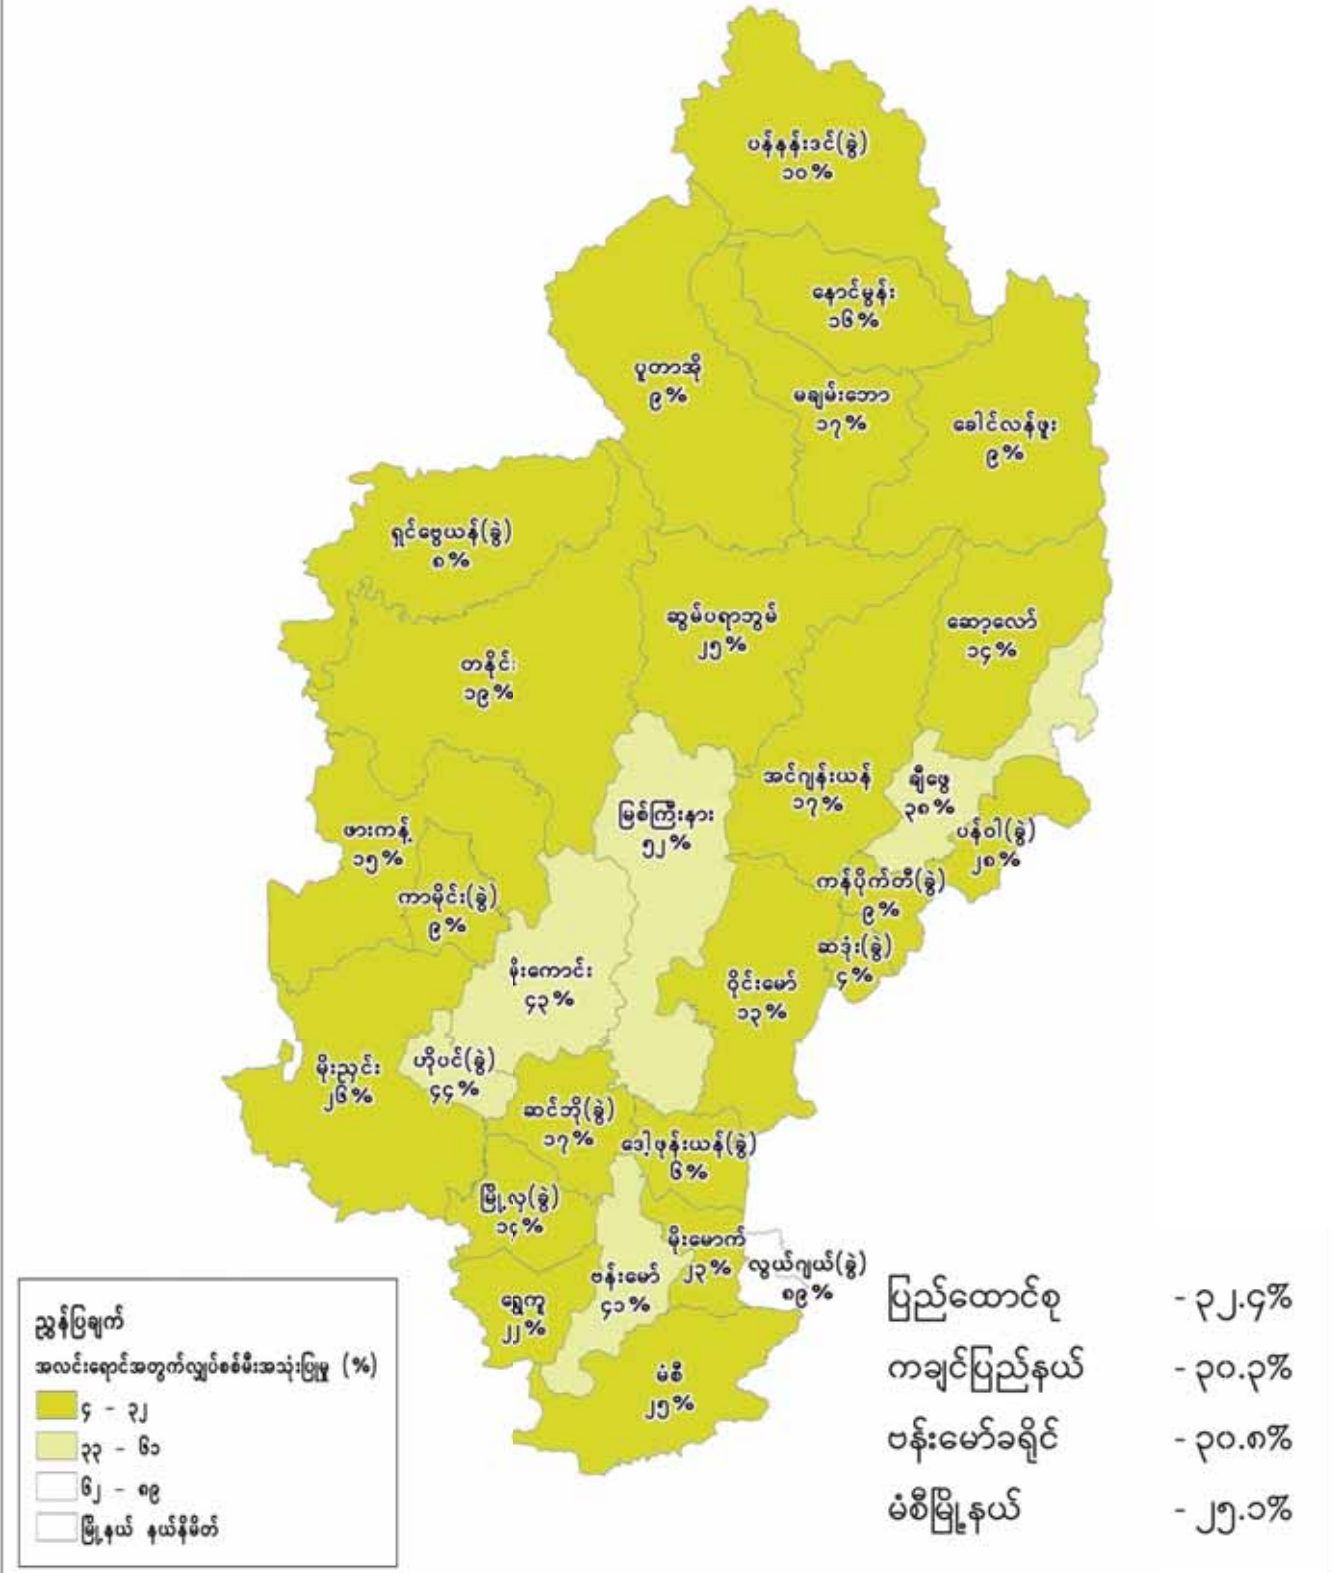 ပန်နန်းဒင်(ခွဲ)
၁၀%
နောင်မွန်း
၁၆%
ပူတာအို
၉%
မချမ်းဘော
၁၇%
ခေါင်လန်ဖူး
၉%
ရှင်ဗွေယန်(ခွဲ)
၈%
ဆွမ်ပရာဘွမ်
၂၅%
ဆော့လော်
၁၄%
တနိုင်း
၁၉%
အင်ဂျန်းယန်
၁၇%
ချီဖွေ
၃၈%
မြစ်ကြီးနား
၅၂%
ဖားကန့်
၁၅%
ပန်ဝါ(ခွဲ)
၂၈%
ကာမိုင်း(ခွဲ)
၉%
ကန်ပိုက်တီ(ခွဲ)
၉%
ဆဒုံး(ခွဲ)
၄%
မိုးကောင်း
၄၃%
ဝိုင်းမော်
၁၃%
မိုးညှင်း
၂၆%
ဟိုပင်(ခွဲ)
၄၄%
ဆင်ဘို(ခွဲ)
၁၇%
ဒေါ့ဖုန်းယန်(ခွဲ)
၆%
မြို့လှ(ခွဲ)
၁၄%
မိုးမောက်
၂၃%
လွယ်ဂျယ်(ခွဲ)
၈၉%
ဗန်းမော်
၄၁%
ရွှေကူ
၂၂%
မံစီ
၂၅%
ညွှန်ပြချက်
အလင်းရောင်အတွက်လျှပ်စစ်မီးအသုံးပြုမှု (%)
၄ - ၃၂
၃၃ - ၆၁
၆၂ - ၈၉
မြို့နယ် နယ်နိမိတ်
ပြည်ထောင်စု - ၃၂.၄%
ကချင်ပြည်နယ် - ၃၀.၃%
ဗန်းမော်ခရိုင် - ၃၀.၈%
မံစီမြို့နယ် - ၂၅.၁%